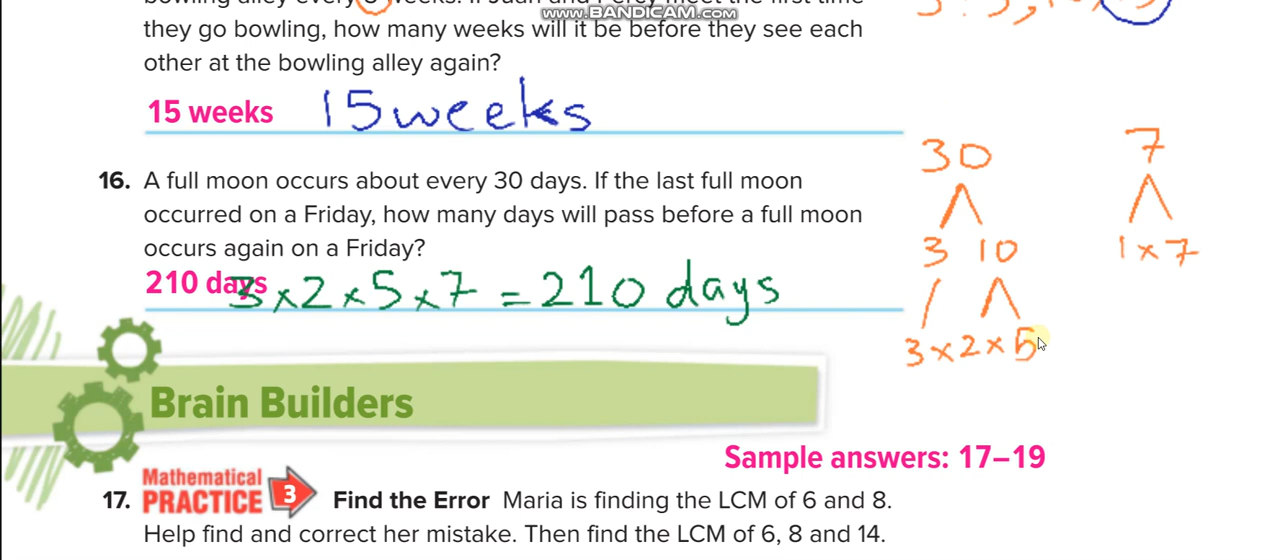 www.BANDICAM.com
they go bowling, how many weeks will it be before they see each
other at the bowling alley again?
15 weeks 15 weeks
16. A full moon occurs about every 30 days. If the last full moon
occurred on a Friday, how many days will pass before a full moon
occurs again on a Friday?
210 days 3 x 2 x 5 x 7 = 210 days
30
3 10
3 x 2 x 5
7
1 x 7
Brain Builders
Sample answers: 17–19
17. Mathematical PRACTICE 3 Find the Error Maria is finding the LCM of 6 and 8.
Help find and correct her mistake. Then find the LCM of 6, 8 and 14.